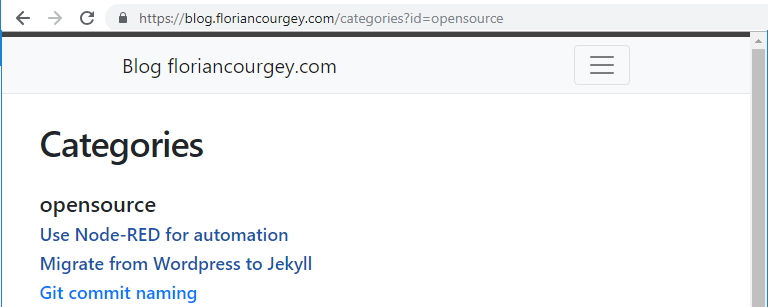 https://blog.floriancourgey.com/categories?id=opensource
Blog floriancourgey.com
Categories
opensource
Use Node-RED for automation
Migrate from Wordpress to Jekyll
Git commit naming